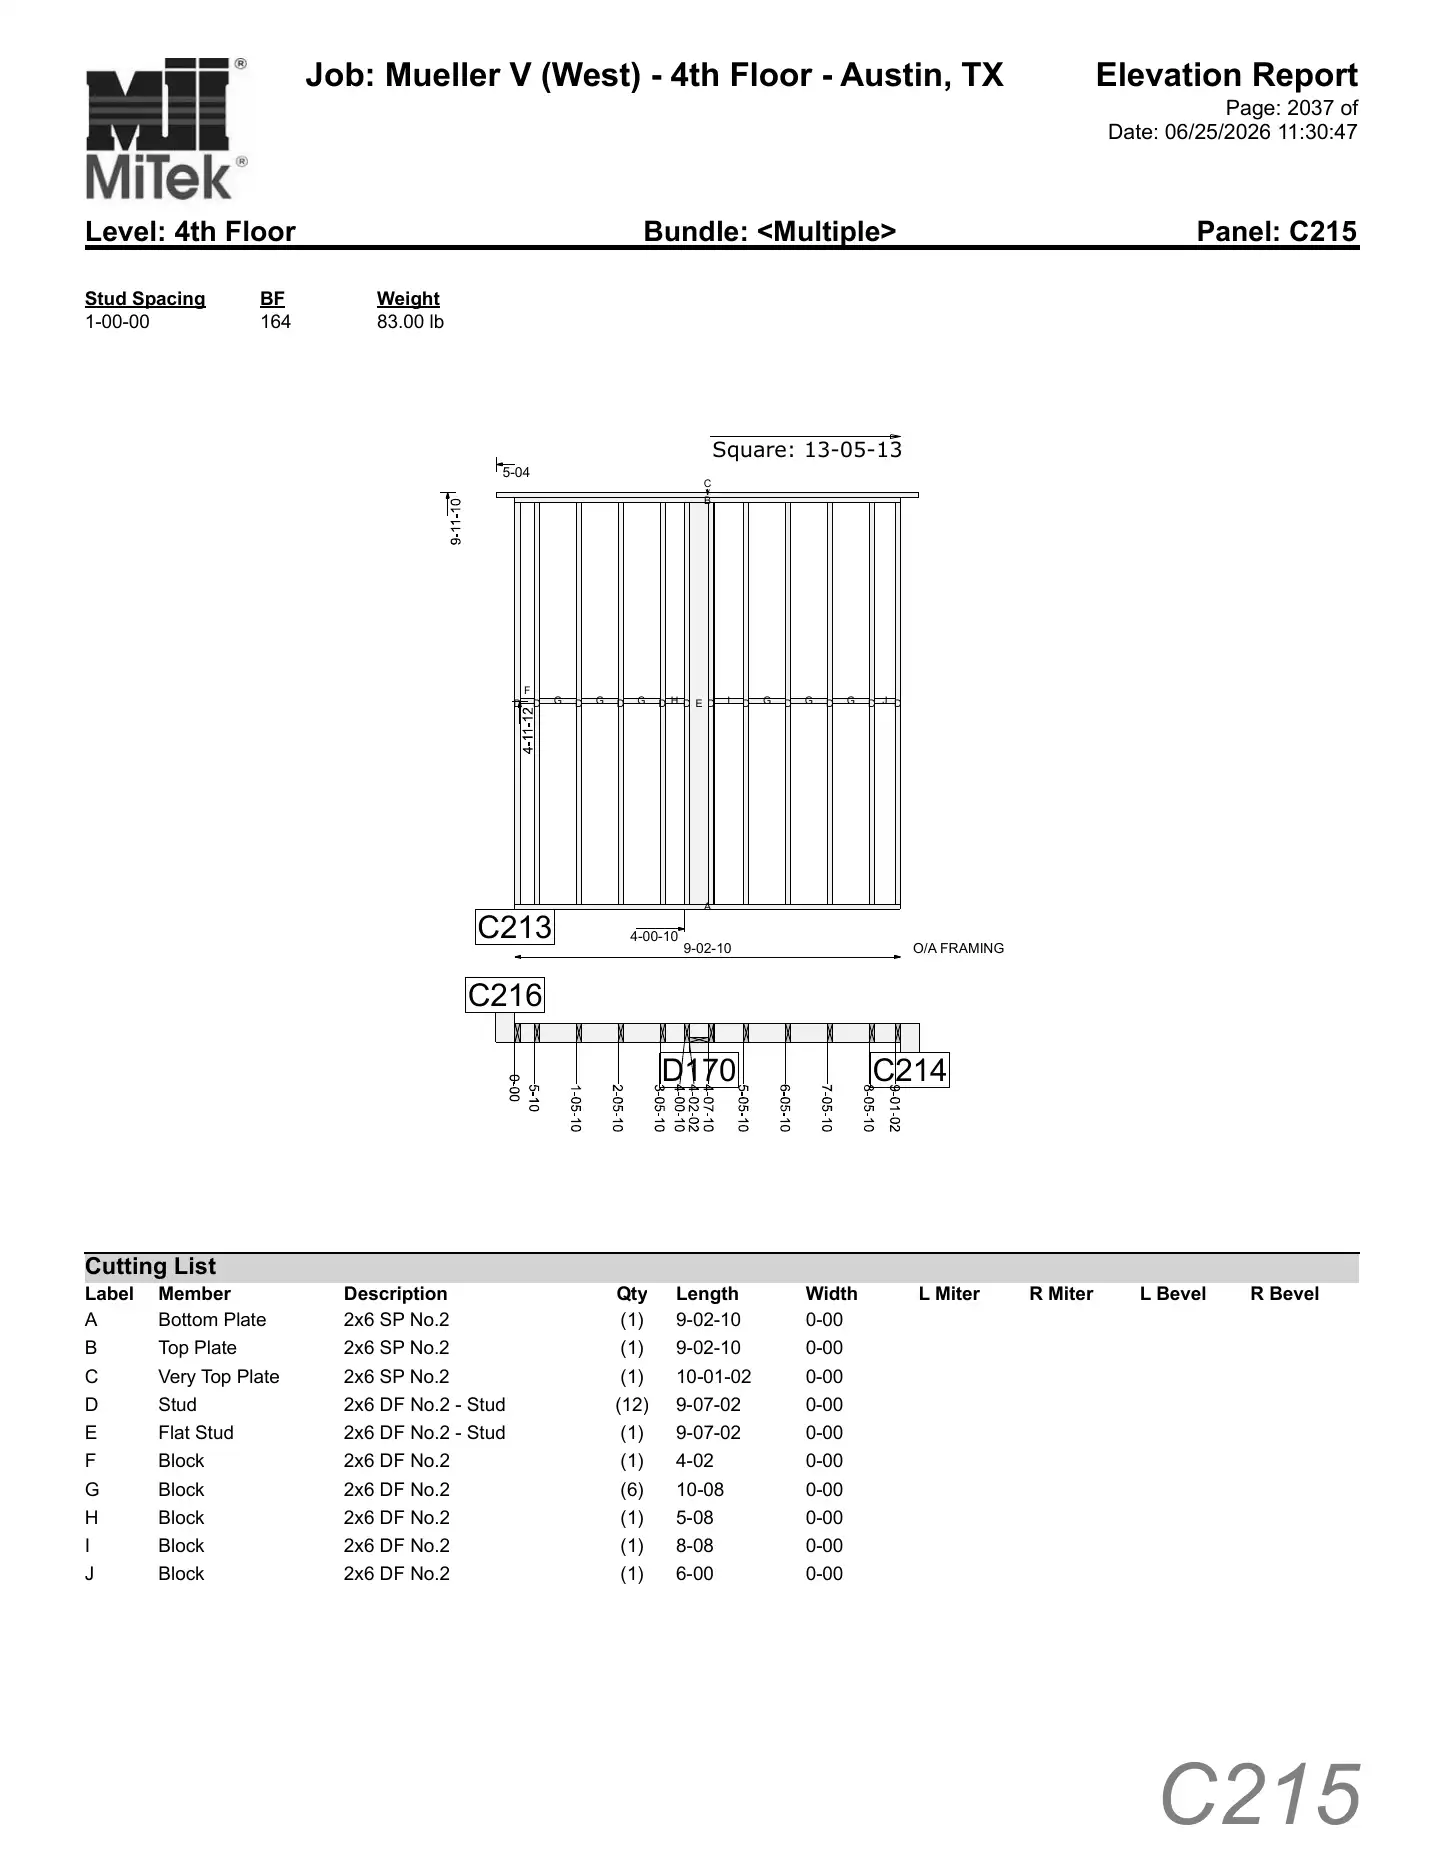 Job: Mueller V (West) - 4th Floor - Austin, TX
Elevation Report
Page: 2037 of
Date: 06/25/2026 11:30:47
MiTek®
Level: 4th Floor
Bundle: <Multiple>
Panel: C215
Stud Spacing BF Weight
1-00-00 164 83.00 lb
Square: 13-05-13
5-04
C
B
9-11-10
F
D D G D G D G D H D E D I D G D G D G D J D
4-11-12
A
C213
4-00-10
9-02-10
O/A FRAMING
C216
D170
C214
0-00
5-10
1-05-10
2-05-10
3-05-10
4-00-10
4-02-02
4-07-10
5-05-10
6-05-10
7-05-10
8-05-10
9-01-02
Cutting List
Label Member Description Qty Length Width L Miter R Miter L Bevel R Bevel
A Bottom Plate 2x6 SP No.2 (1) 9-02-10 0-00
B Top Plate 2x6 SP No.2 (1) 9-02-10 0-00
C Very Top Plate 2x6 SP No.2 (1) 10-01-02 0-00
D Stud 2x6 DF No.2 - Stud (12) 9-07-02 0-00
E Flat Stud 2x6 DF No.2 - Stud (1) 9-07-02 0-00
F Block 2x6 DF No.2 (1) 4-02 0-00
G Block 2x6 DF No.2 (6) 10-08 0-00
H Block 2x6 DF No.2 (1) 5-08 0-00
I Block 2x6 DF No.2 (1) 8-08 0-00
J Block 2x6 DF No.2 (1) 6-00 0-00
C215